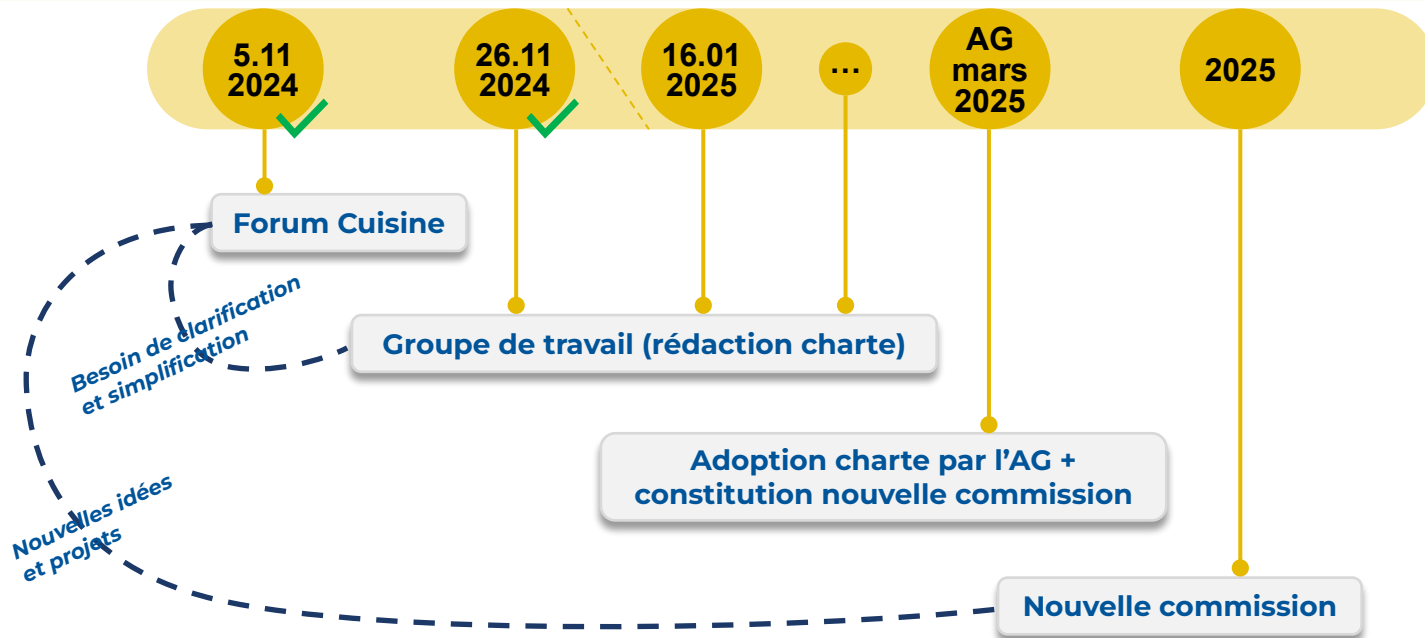 5.11
2024
26.11
2024
16.01
2025
...
AG
mars
2025
2025
Forum Cuisine
Besoin de clarification
et simplification
Groupe de travail (rédaction charte)
Adoption charte par l’AG +
constitution nouvelle commission
Nouvelles idées
et projets
Nouvelle commission